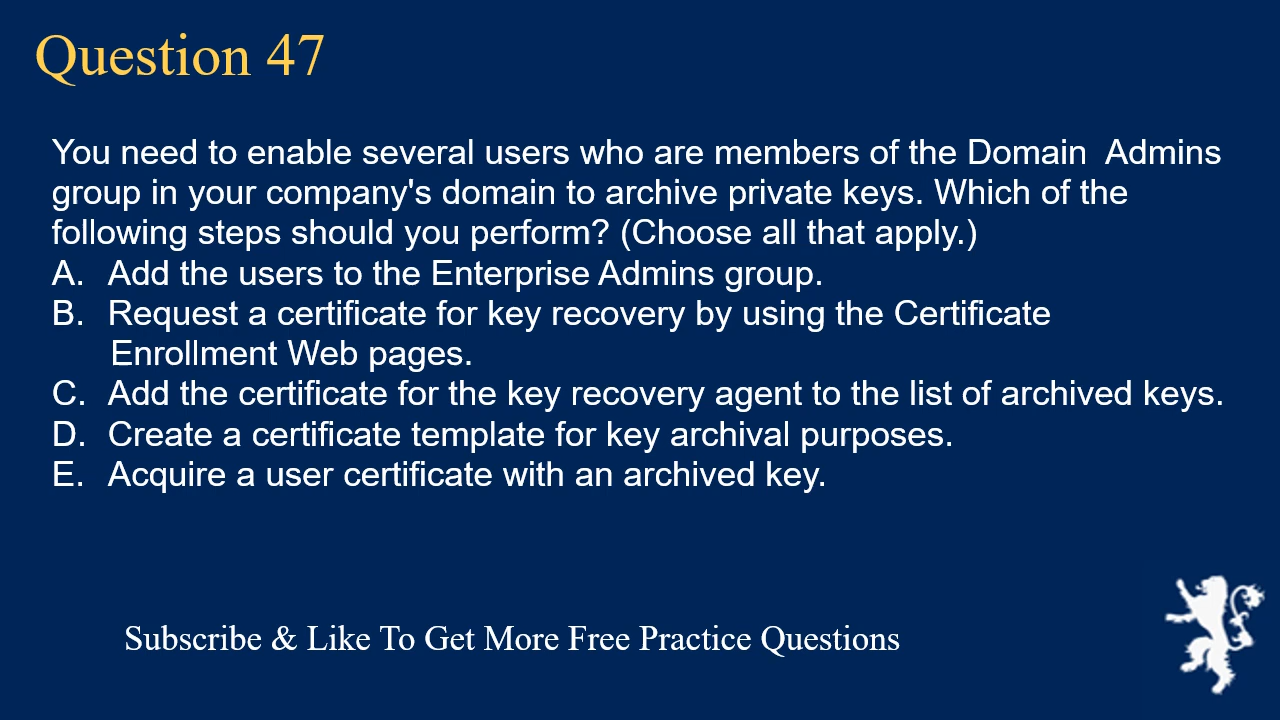 Question 47
You need to enable several users who are members of the Domain  Admins
group in your company's domain to archive private keys. Which of the
following steps should you perform? (Choose all that apply.)
A. Add the users to the Enterprise Admins group.
B. Request a certificate for key recovery by using the Certificate
Enrollment Web pages.
C. Add the certificate for the key recovery agent to the list of archived keys.
D. Create a certificate template for key archival purposes.
E. Acquire a user certificate with an archived key.
Subscribe & Like To Get More Free Practice Questions